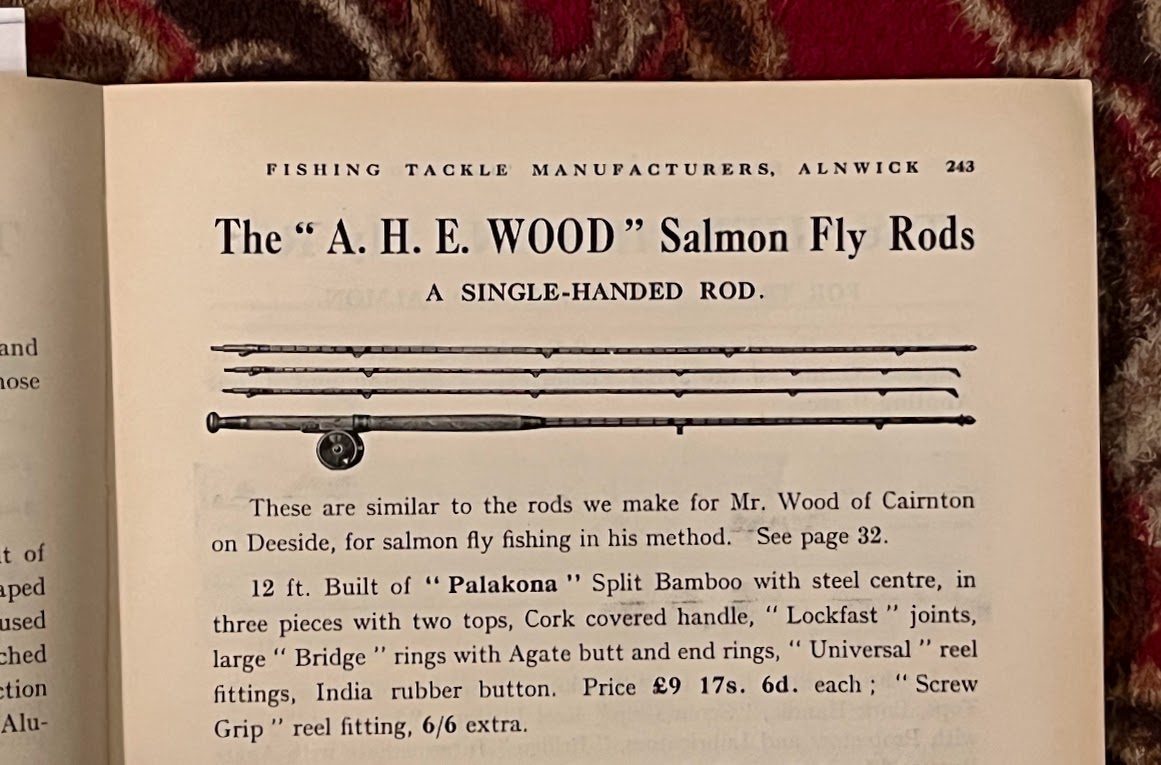 and
hose
t of
aped
used
ched
ction
Alu-
FISHING TACKLE MANUFACTURERS, ALNWICK 243
The “ A. H. E. WOOD ” Salmon Fly Rods
A SINGLE-HANDED ROD.
These are similar to the rods we make for Mr. Wood of Cairnton
on Deeside, for salmon fly fishing in his method. See page 32.
12 ft. Built of “ Palakona ” Split Bamboo with steel centre, in
three pieces with two tops, Cork covered handle, “ Lockfast ” joints,
large “ Bridge ” rings with Agate butt and end rings, “ Universal ” reel
fittings, India rubber button. Price £9 17s. 6d. each ; “ Screw
Grip ” reel fitting, 6/6 extra.